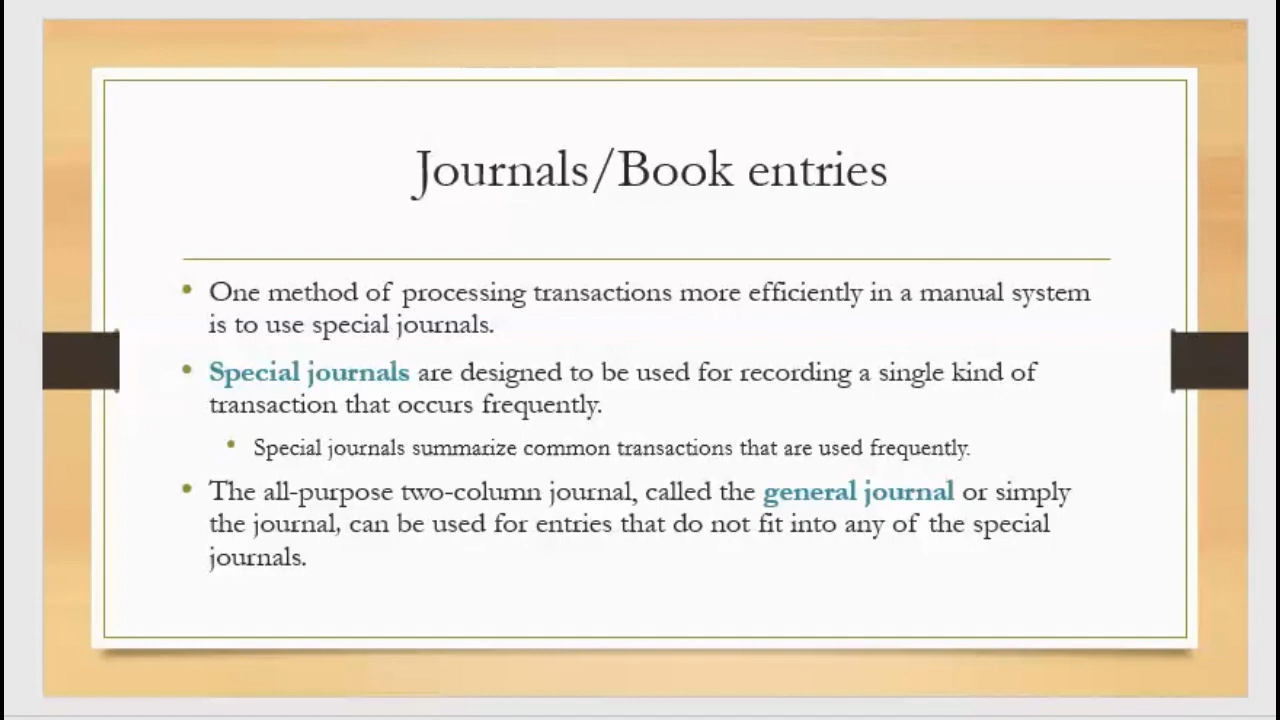 Journals/Book entries
• One method of processing transactions more efficiently in a manual system
is to use special journals.
• Special journals are designed to be used for recording a single kind of
transaction that occurs frequently.
• Special journals summarize common transactions that are used frequently.
• The all-purpose two-column journal, called the general journal or simply
the journal, can be used for entries that do not fit into any of the special
journals.